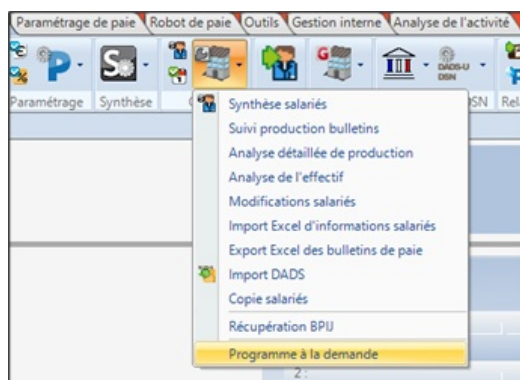 Paramétrage de paie Robot de paie Outils Gestion interne Analyse de l'activité
DADS-U
DSN
Paramétrage Synthèse
Synthèse salariés
Suivi production bulletins
Analyse détaillée de production
Analyse de l'effectif
Modifications salariés
Import Excel d'informations salariés
Export Excel des bulletins de paie
Import DADS
Copie salariés
Récupération BPIJ
Programme à la demande
2 :